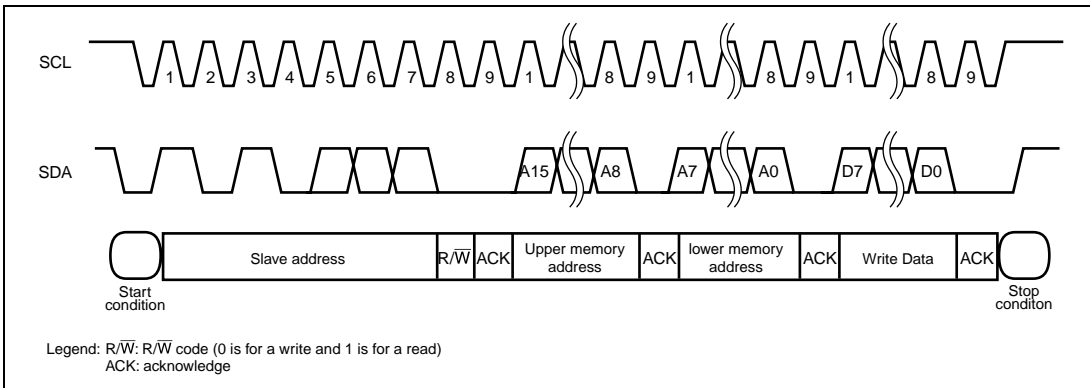 SCL
1 2 3 4 5 6 7 8 9 1 8 9 1 8 9 1 8 9
SDA
A15 A8 A7 A0 D7 D0
Slave address R/W ACK Upper memory address ACK lower memory address ACK Write Data ACK
Start condition
Stop conditon
Legend: R/W: R/W code (0 is for a write and 1 is for a read)
ACK: acknowledge